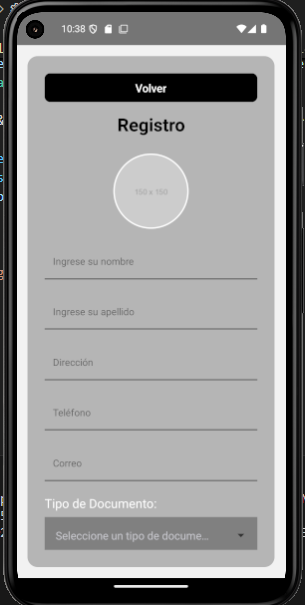 10:38
Volver
Registro
150 x 150
Ingrese su nombre
Ingrese su apellido
Dirección
Teléfono
Correo
Tipo de Documento:
Seleccione un tipo de docume...